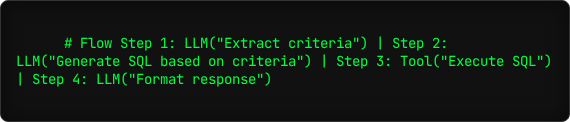 # Flow Step 1: LLM("Extract criteria") | Step 2:
LLM("Generate SQL based on criteria") | Step 3: Tool("Execute SQL")
| Step 4: LLM("Format response")